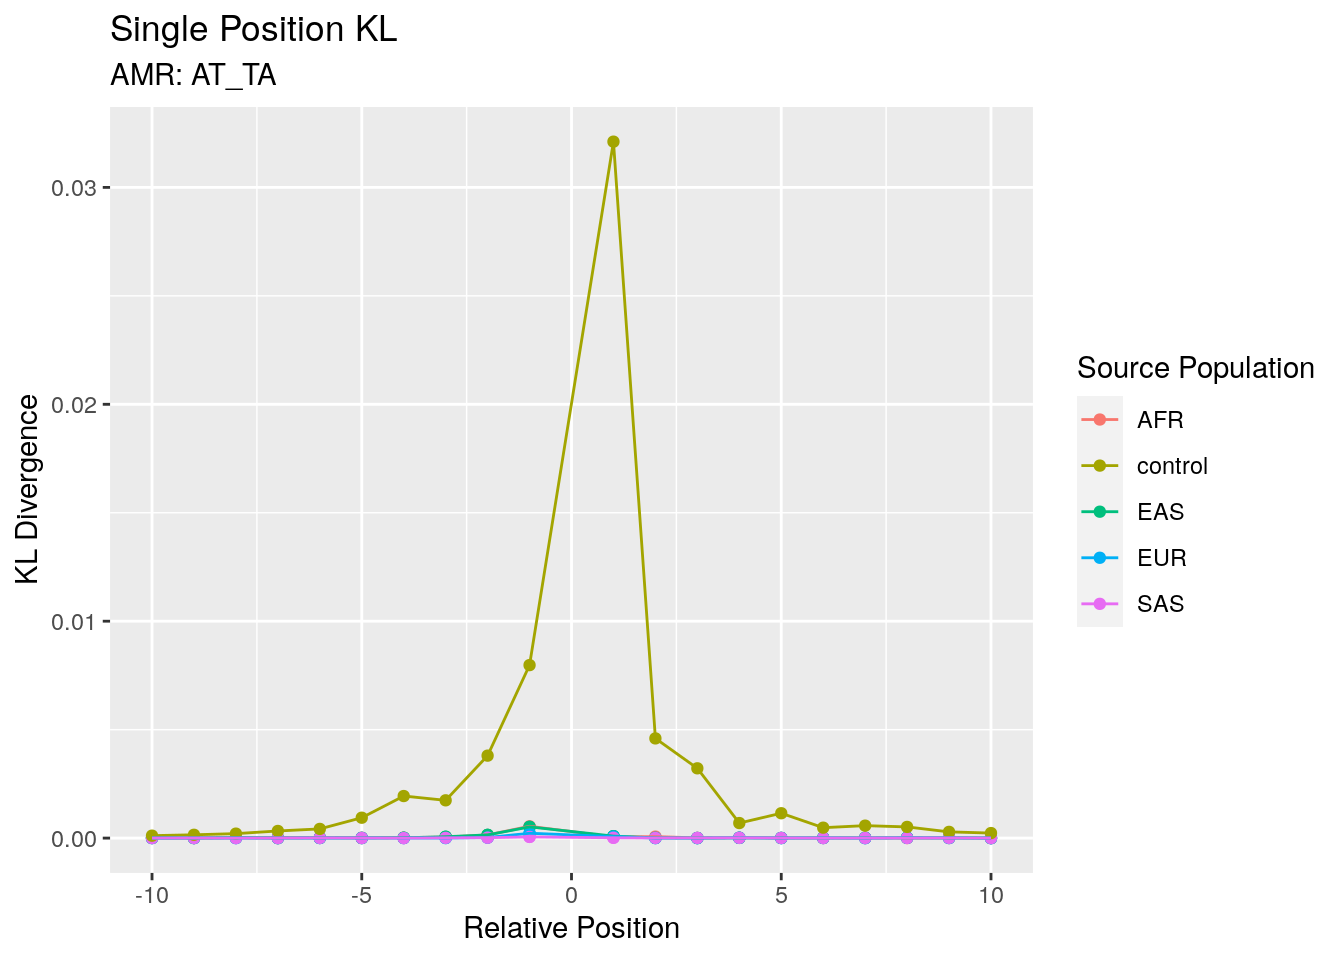 Single Position KL
AMR: AT_TA
KL Divergence
0.03
0.02
0.01
0.00
-10
-5
0
5
10
Relative Position
Source Population
AFR
control
EAS
EUR
SAS